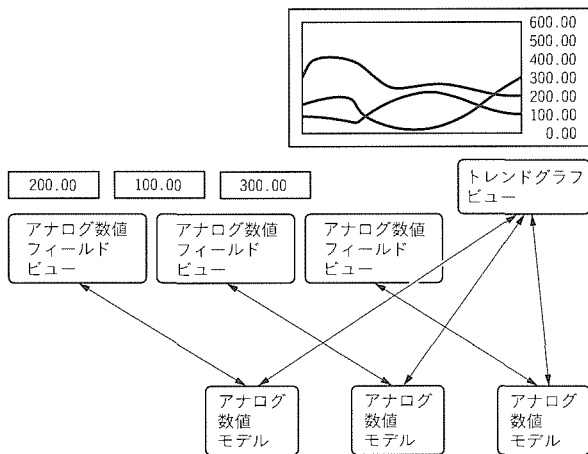 600.00
500.00
400.00
300.00
200.00
100.00
0.00
200.00
100.00
300.00
トレンドグラフ
ビュー
アナログ数値
フィールド
ビュー
アナログ数値
フィールド
ビュー
アナログ数値
フィールド
ビュー
アナログ
数値
モデル
アナログ
数値
モデル
アナログ
数値
モデル